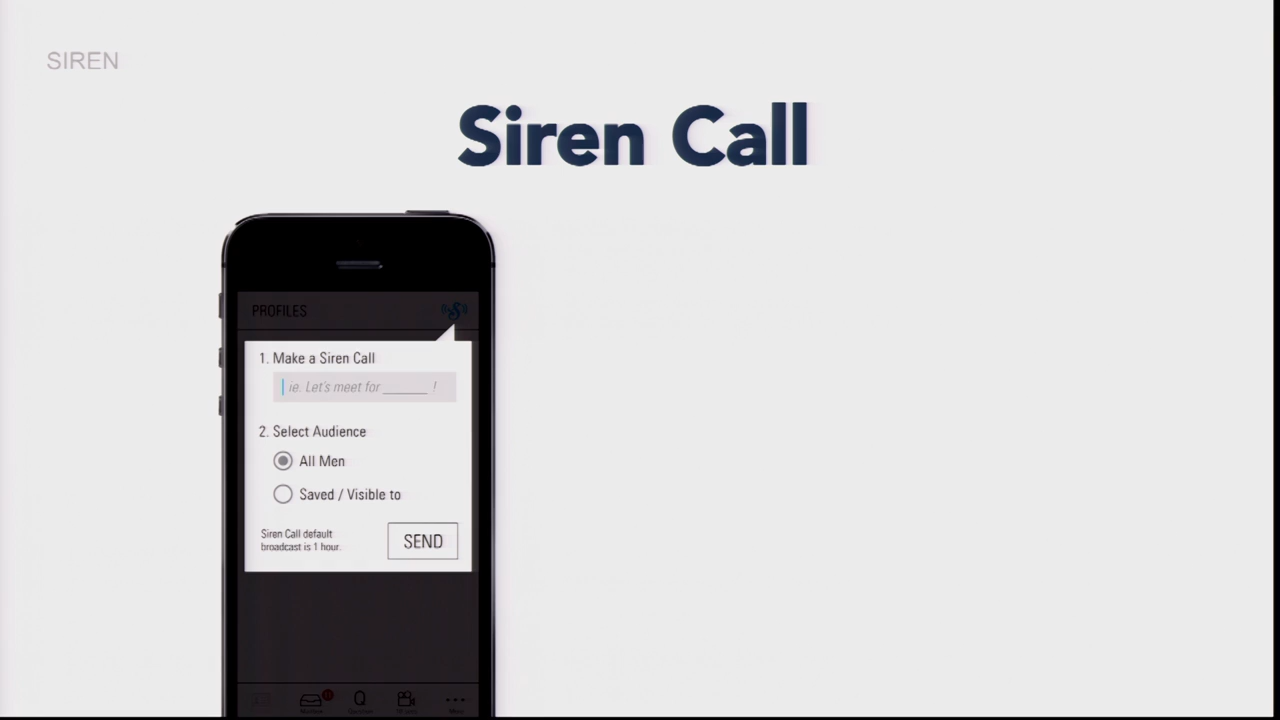 SIREN
Siren Call
PROFILES
1. Make a Siren Call
ie. Let's meet for ______ !
2. Select Audience
All Men
Saved / Visible to
Siren Call default
broadcast is 1 hour.
SEND